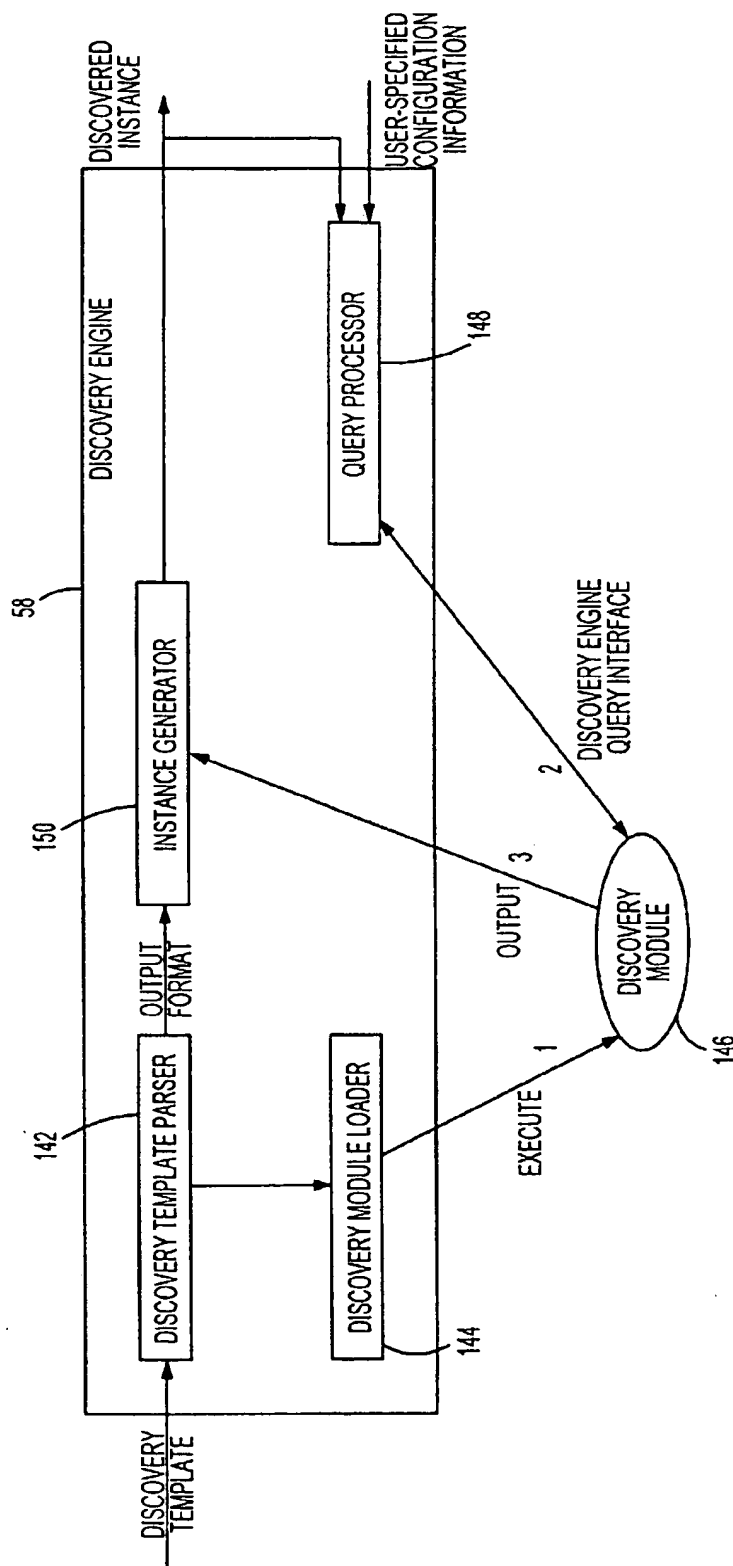 DISCOVERY
TEMPLATE
58
DISCOVERY ENGINE
142
DISCOVERY TEMPLATE PARSER
OUTPUT
FORMAT
150
INSTANCE GENERATOR
DISCOVERED
INSTANCE
DISCOVERY MODULE LOADER
144
QUERY PROCESSOR
148
USER-SPECIFIED
CONFIGURATION
INFORMATION
EXECUTE
1
OUTPUT
3
2
DISCOVERY ENGINE
QUERY INTERFACE
DISCOVERY
MODULE
146